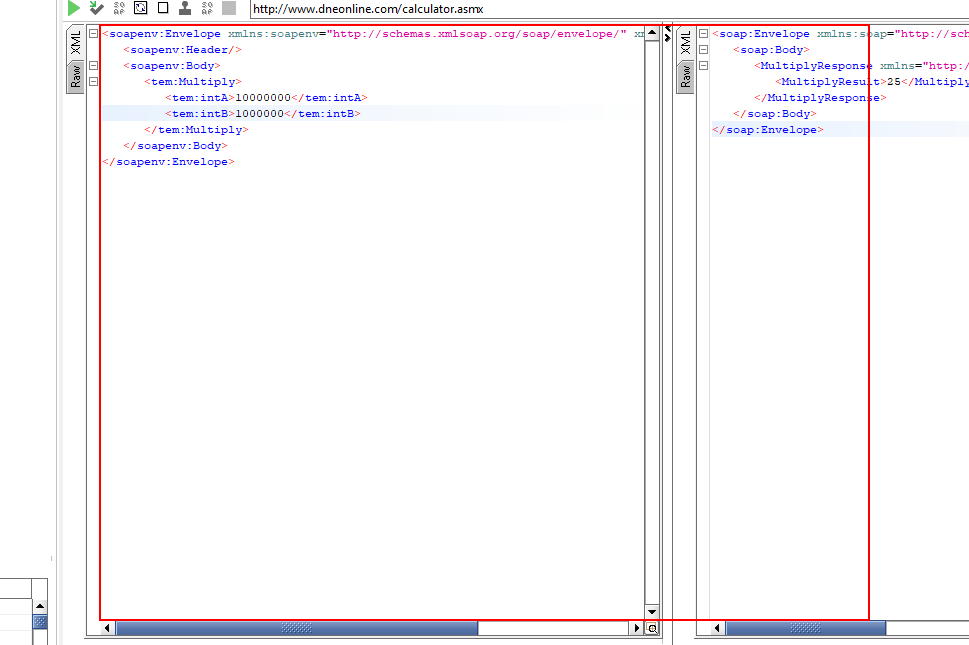 http://www.dneonline.com/calculator.asmx
XML
Raw
<soapenv:Envelope xmlns:soapenv="http://schemas.xmlsoap.org/soap/envelope/" xm
<soapenv:Header/>
<soapenv:Body>
<tem:Multiply>
<tem:intA>10000000</tem:intA>
<tem:intB>1000000</tem:intB>
</tem:Multiply>
</soapenv:Body>
</soapenv:Envelope>
XML
Raw
<soap:Envelope xmlns:soap="http://sch
<soap:Body>
<MultiplyResponse xmlns="http:/
<MultiplyResult>25</Multiply
</MultiplyResponse>
</soap:Body>
</soap:Envelope>